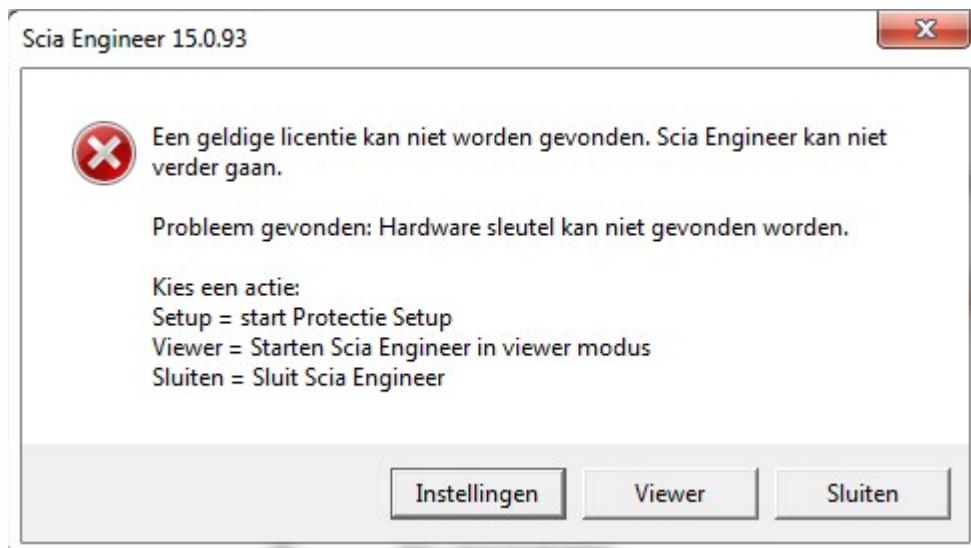 Scia Engineer 15.0.93
Een geldige licentie kan niet worden gevonden. Scia Engineer kan niet
verder gaan.
Probleem gevonden: Hardware sleutel kan niet gevonden worden.
Kies een actie:
Setup = start Protectie Setup
Viewer = Starten Scia Engineer in viewer modus
Sluiten = Sluit Scia Engineer
Instellingen Viewer Sluiten